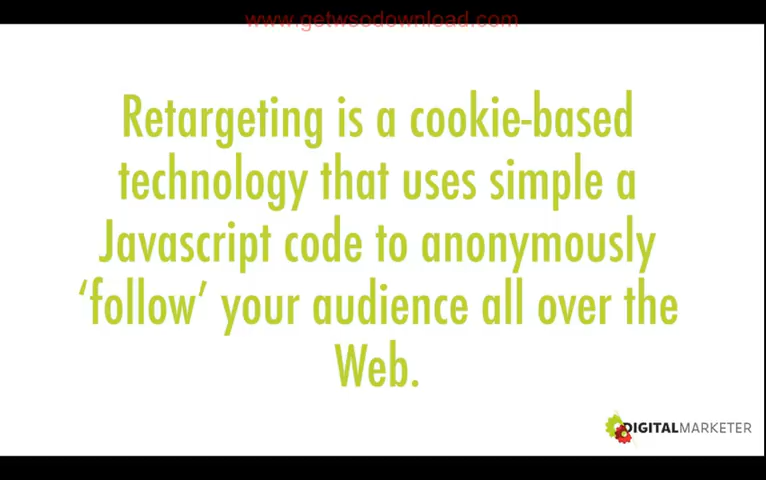 www.getwsodownload.com
Retargeting is a cookie-based
technology that uses simple a
Javascript code to anonymously
‘follow’ your audience all over the
Web.
DIGITALMARKETER